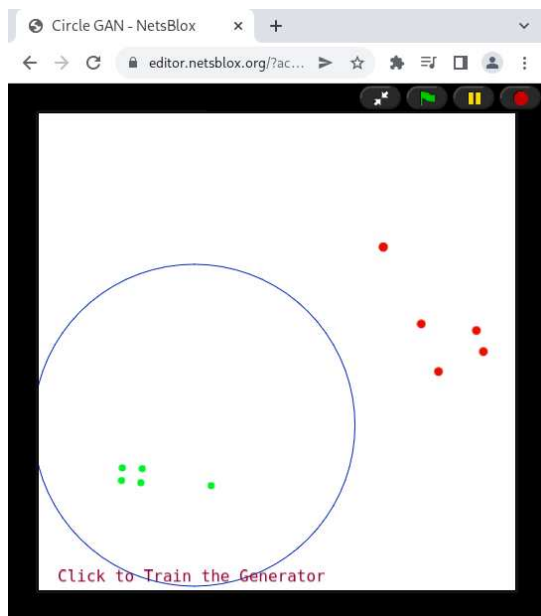 Circle GAN - NetsBlox
editor.netsblox.org/?ac...
Click to Train the Generator